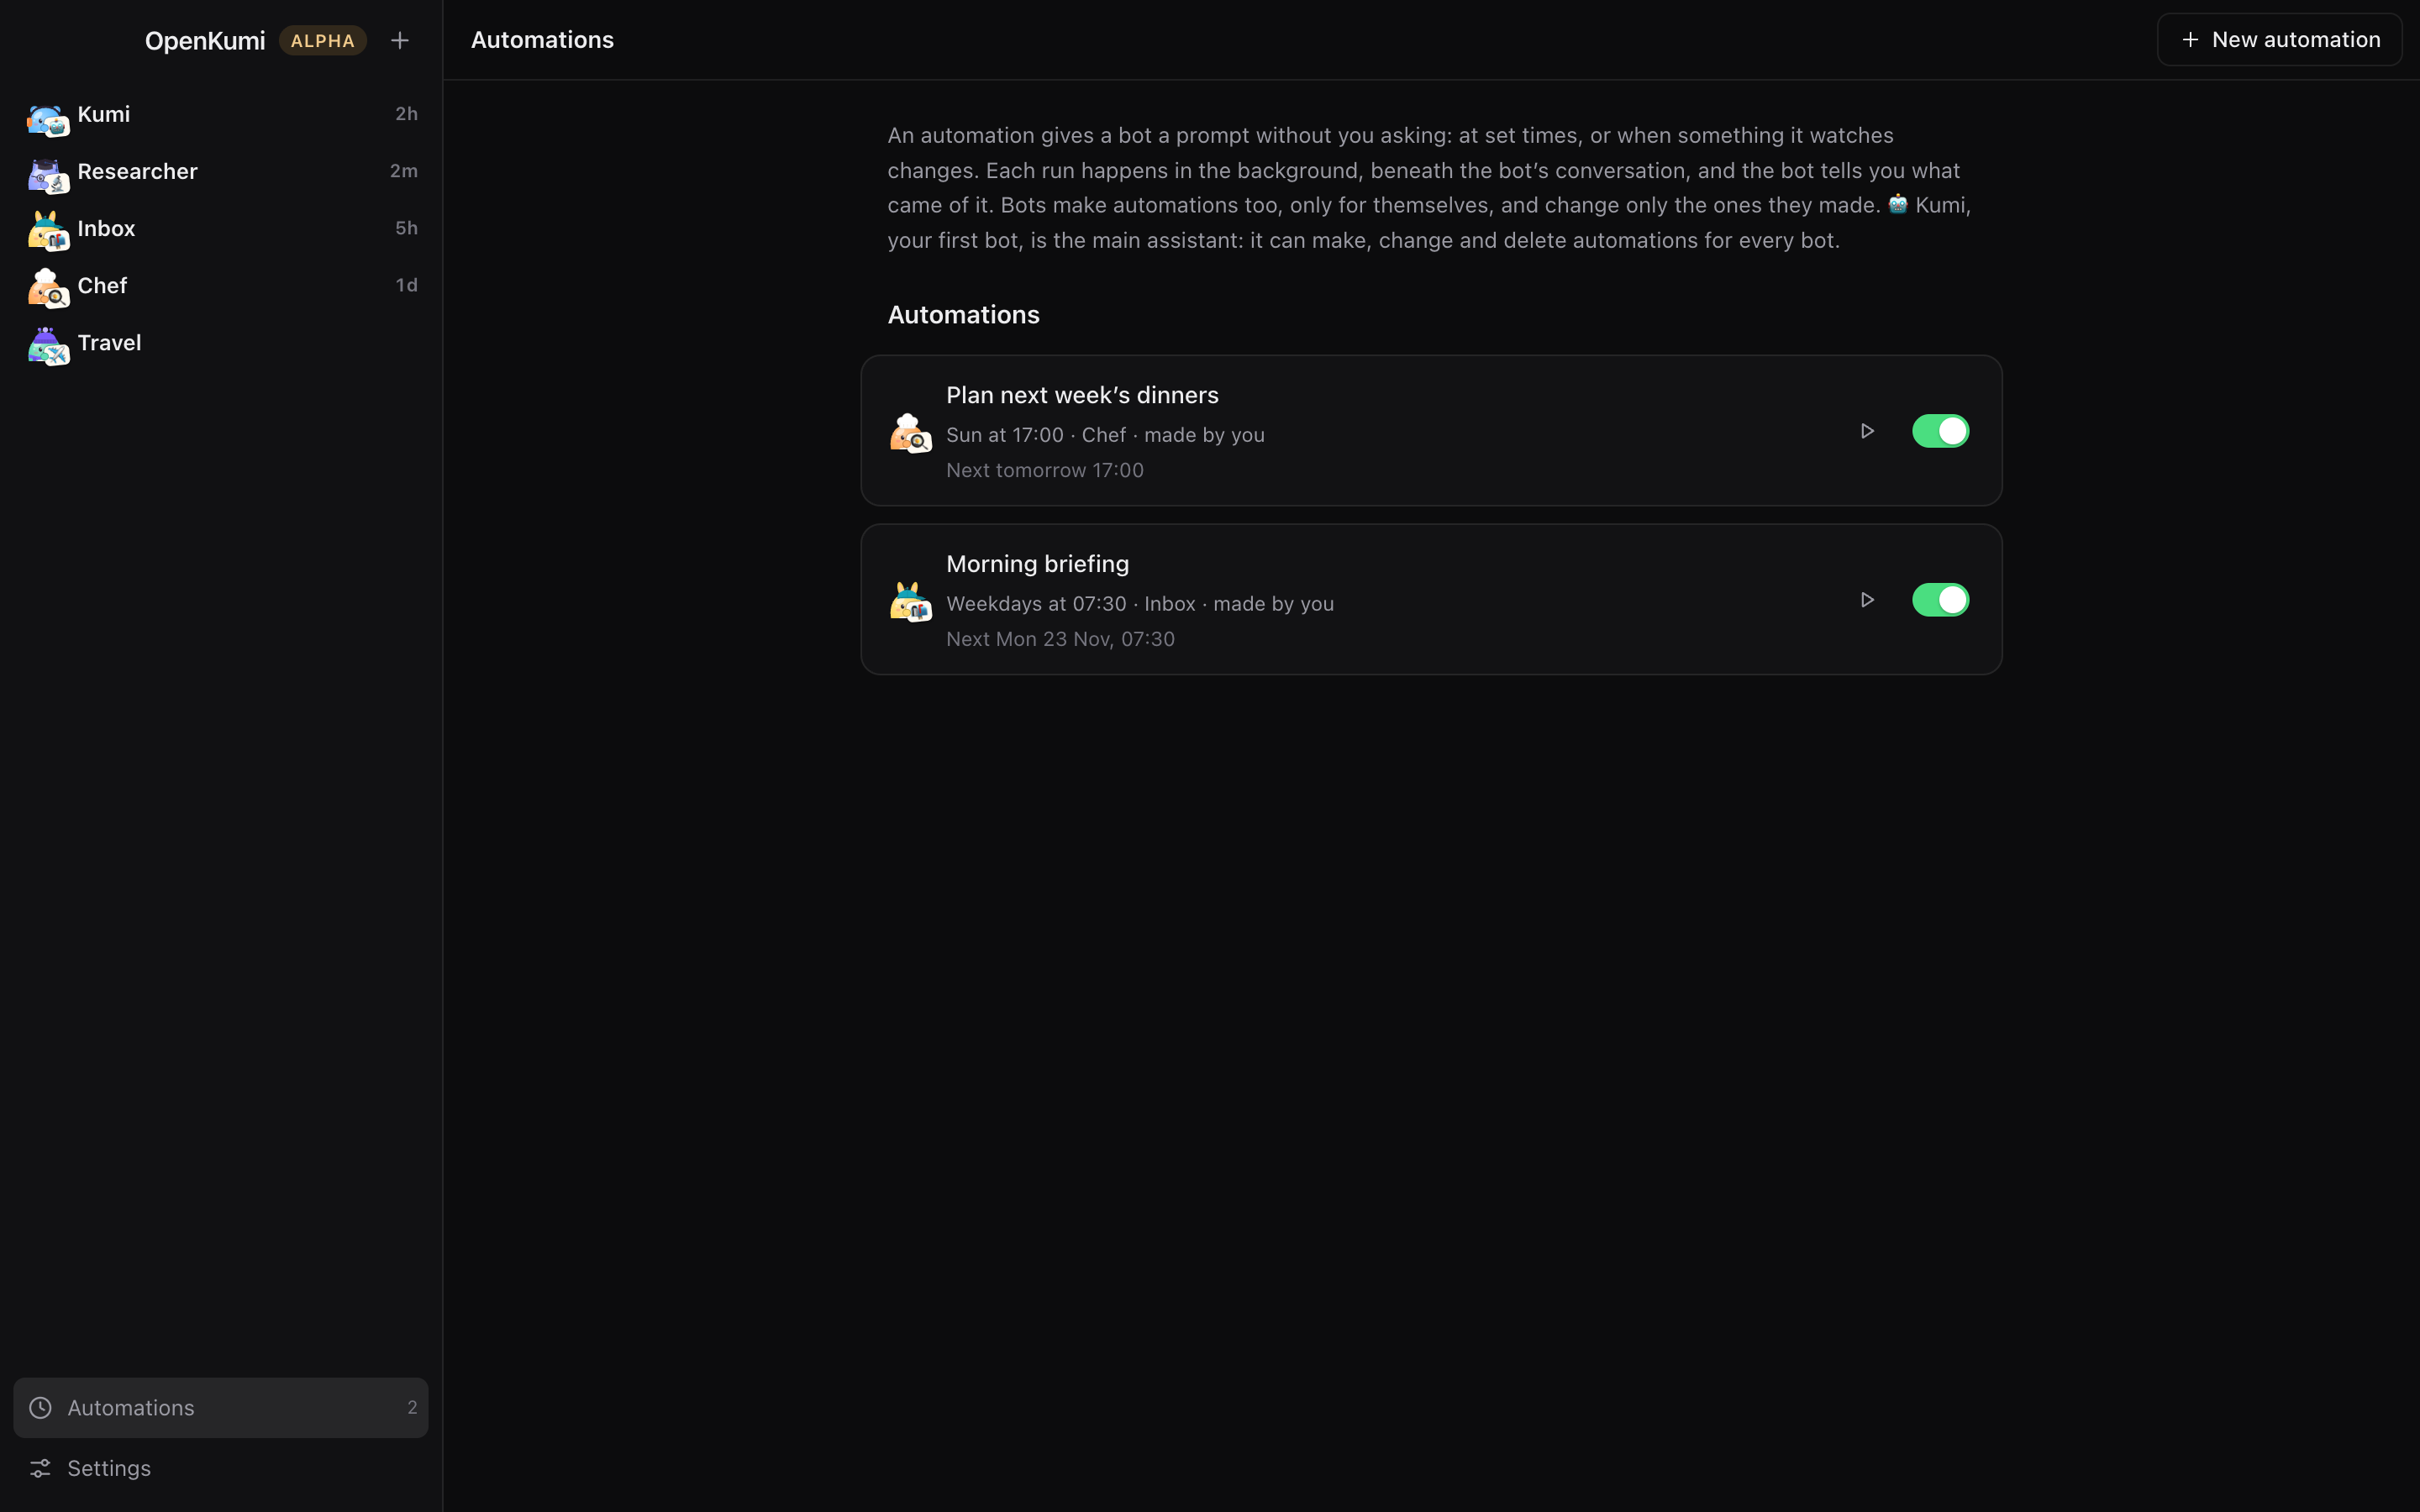 OpenKumi ALPHA
Kumi 2h
Researcher 2m
Inbox 5h
Chef 1d
Travel
Automations 2
Settings
Automations
New automation
An automation gives a bot a prompt without you asking: at set times, or when something it watches
changes. Each run happens in the background, beneath the bot’s conversation, and the bot tells you what
came of it. Bots make automations too, only for themselves, and change only the ones they made. 🤖 Kumi,
your first bot, is the main assistant: it can make, change and delete automations for every bot.
Automations
Plan next week’s dinners
Sun at 17:00 · Chef · made by you
Next tomorrow 17:00
Morning briefing
Weekdays at 07:30 · Inbox · made by you
Next Mon 23 Nov, 07:30